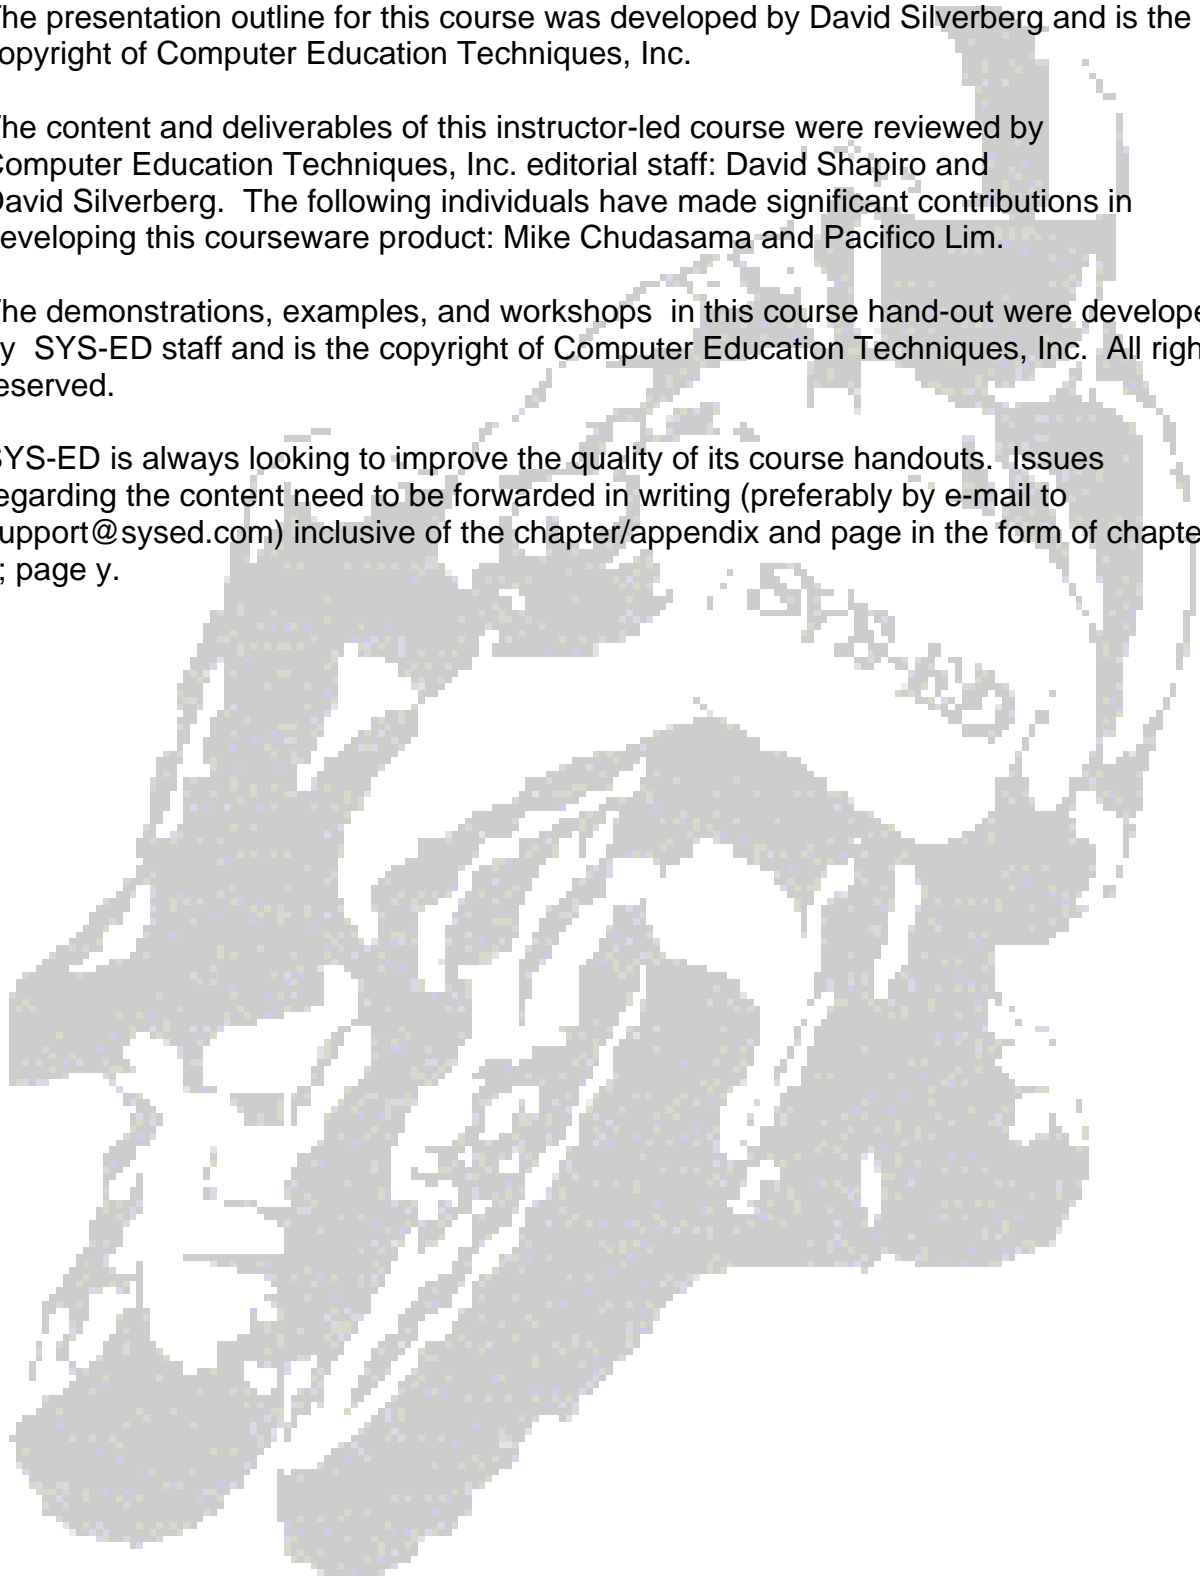 he presentation outline for this course was developed by David Silverberg and is the
opyright of Computer Education Techniques, Inc.
he content and deliverables of this instructor-led course were reviewed by
Computer Education Techniques, Inc. editorial staff: David Shapiro and
David Silverberg. The following individuals have made significant contributions in
eveloping this courseware product: Mike Chudasama and Pacifico Lim.
he demonstrations, examples, and workshops in this course hand-out were develope
y SYS-ED staff and is the copyright of Computer Education Techniques, Inc. All righ
eserved.
SYS-ED is always looking to improve the quality of its course handouts. Issues
egarding the content need to be forwarded in writing (preferably by e-mail to
upport@sysed.com) inclusive of the chapter/appendix and page in the form of chapte
; page y.
SYS-ED